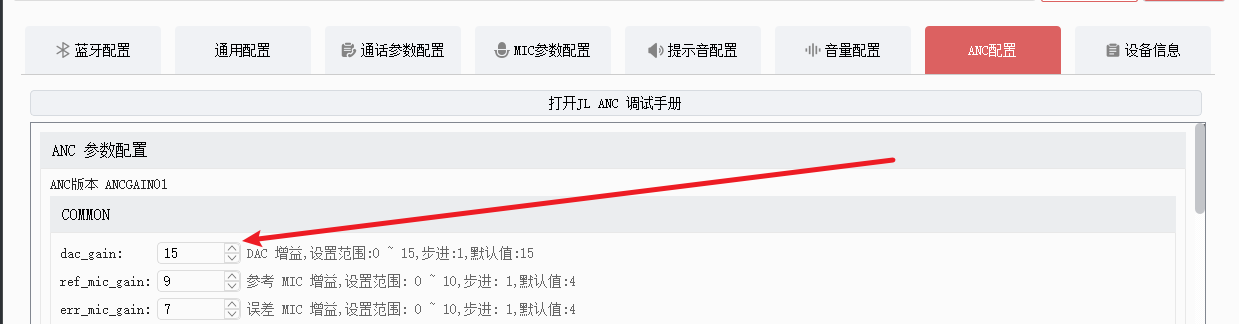 蓝牙配置 通用配置 通话参数配置 MIC参数配置 提示音配置 音量配置 ANC配置 设备信息
打开JL ANC 调试手册
ANC 参数配置
ANC版本 ANCGAIN01
COMMON
dac_gain: 15 DAC 增益,设置范围:0 ~ 15,步进:1,默认值:15
ref_mic_gain: 9 参考 MIC 增益,设置范围: 0 ~ 10,步进: 1,默认值:4
err_mic_gain: 7 误差 MIC 增益,设置范围: 0 ~ 10,步进: 1,默认值:4